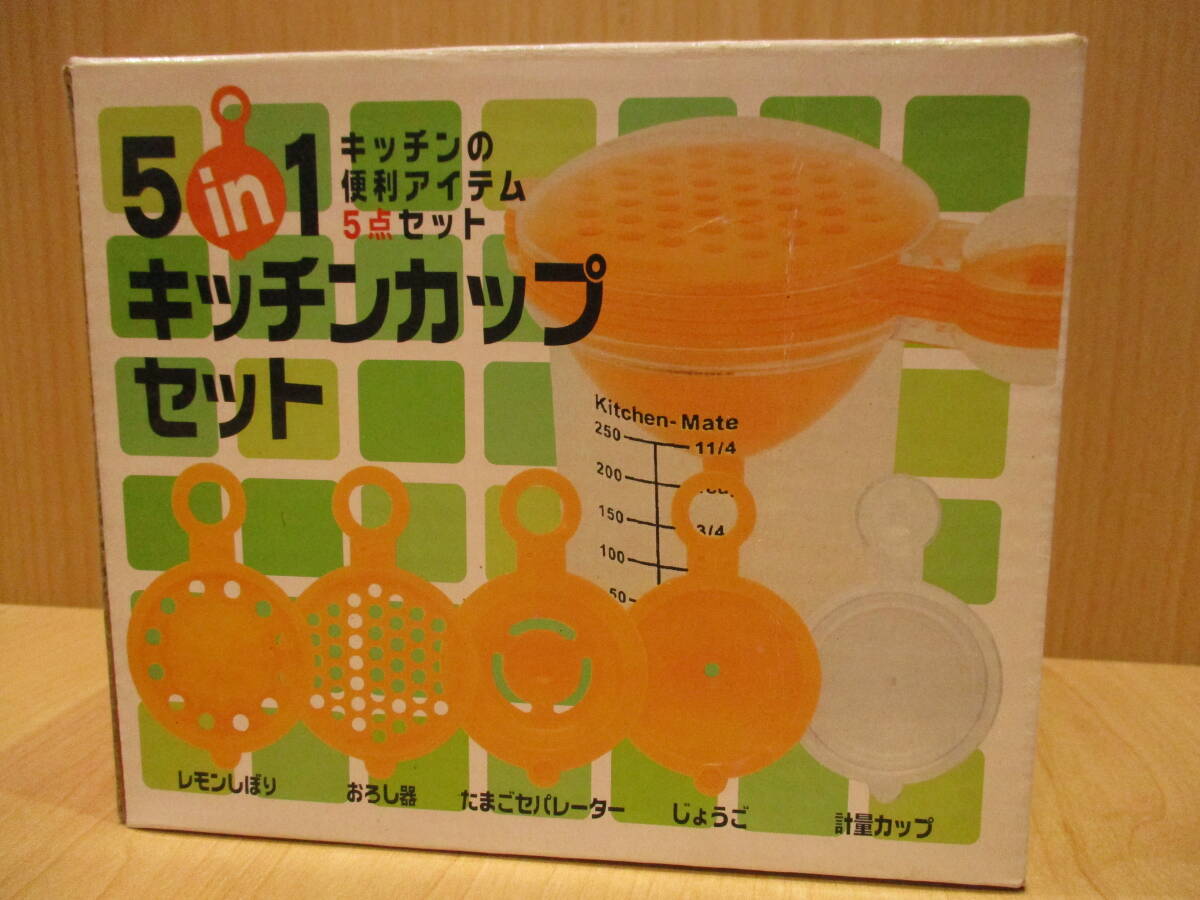 5 in 1
キッチンの
便利アイテム
5点セット
キッチンカップ
セット
Kitchen-Mate
250 11/4
200
150 3/4
100
50
レモンしぼり
おろし器
たまごセパレーター
じょうご
計量カップ